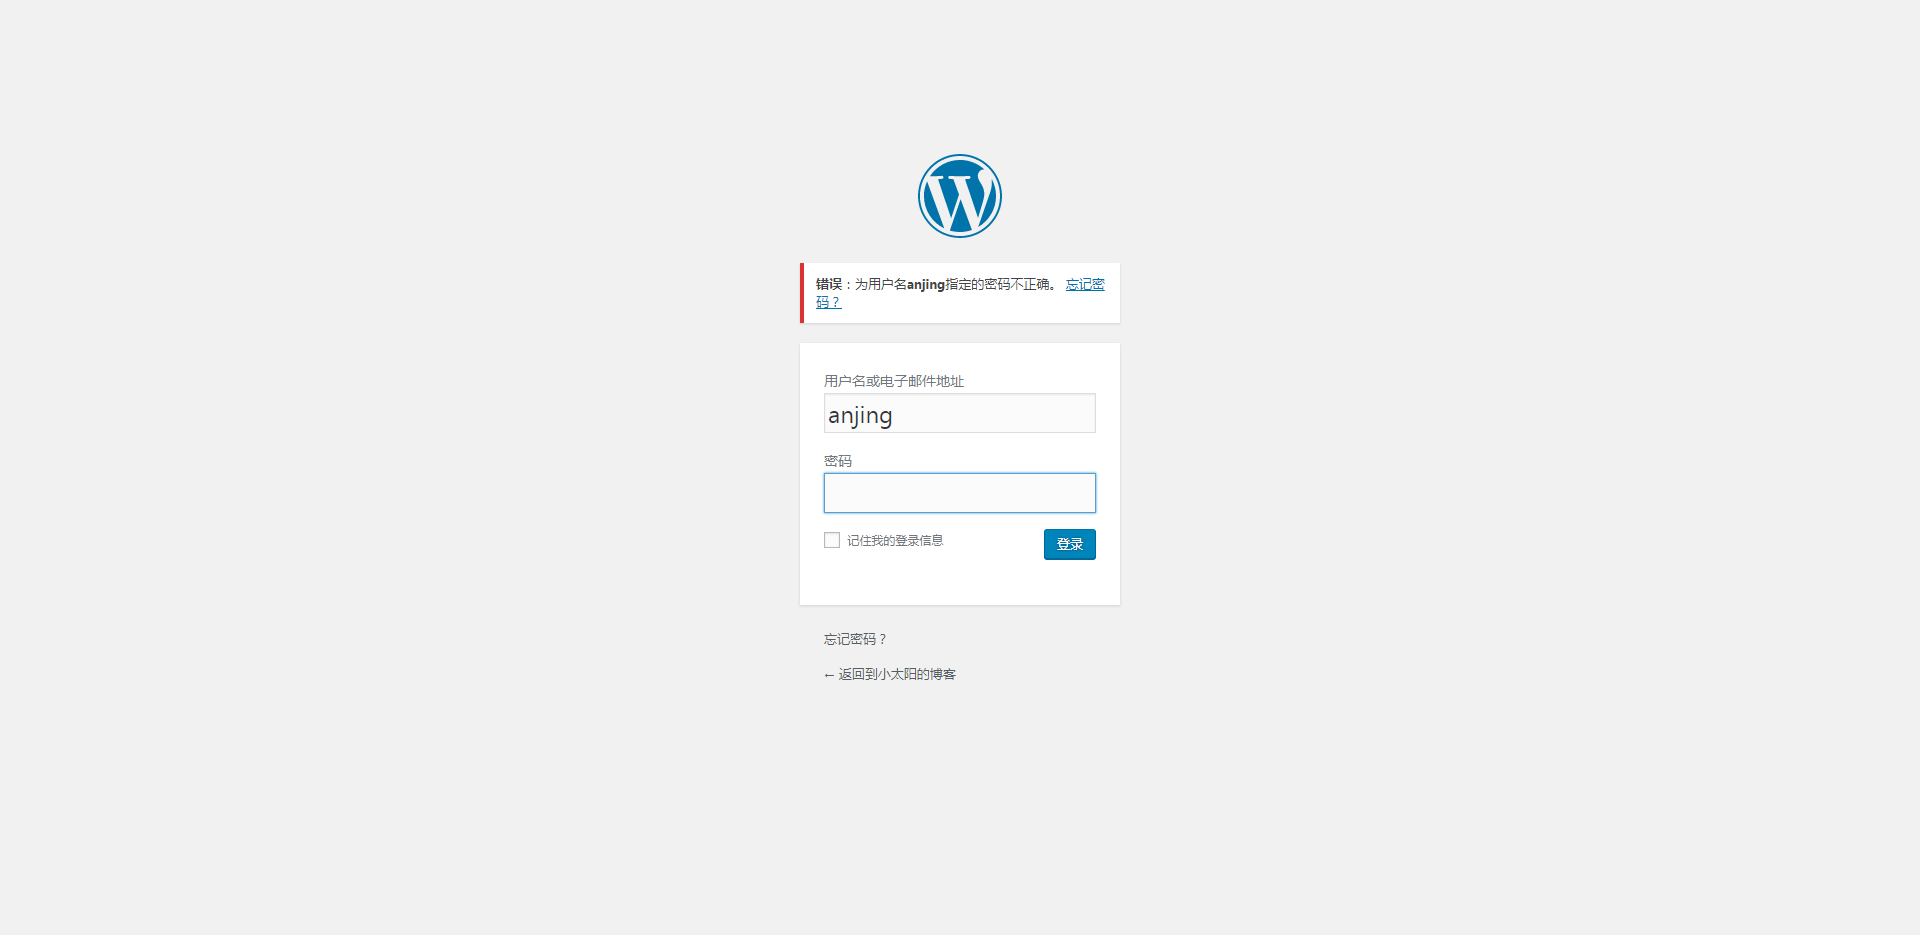 错误：为用户名anjing指定的密码不正确。 忘记密
码？
用户名或电子邮件地址
anjing
密码
记住我的登录信息
登录
忘记密码？
← 返回到小太阳的博客